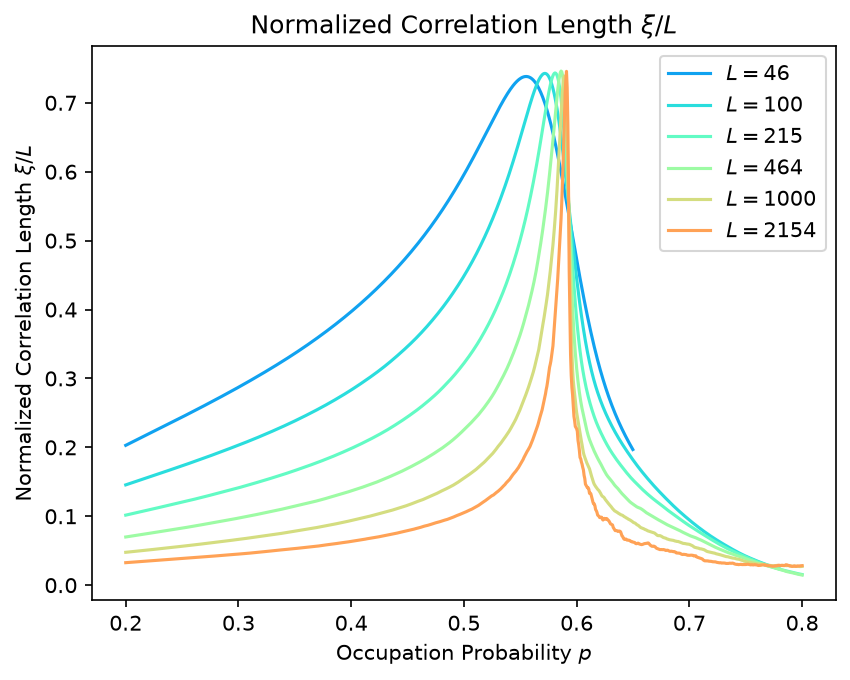 Normalized Correlation Length ξ/L
Normalized Correlation Length ξ/L
0.7
0.6
0.5
0.4
0.3
0.2
0.1
0.0
L = 46
L = 100
L = 215
L = 464
L = 1000
L = 2154
0.2 0.3 0.4 0.5 0.6 0.7 0.8
Occupation Probability p